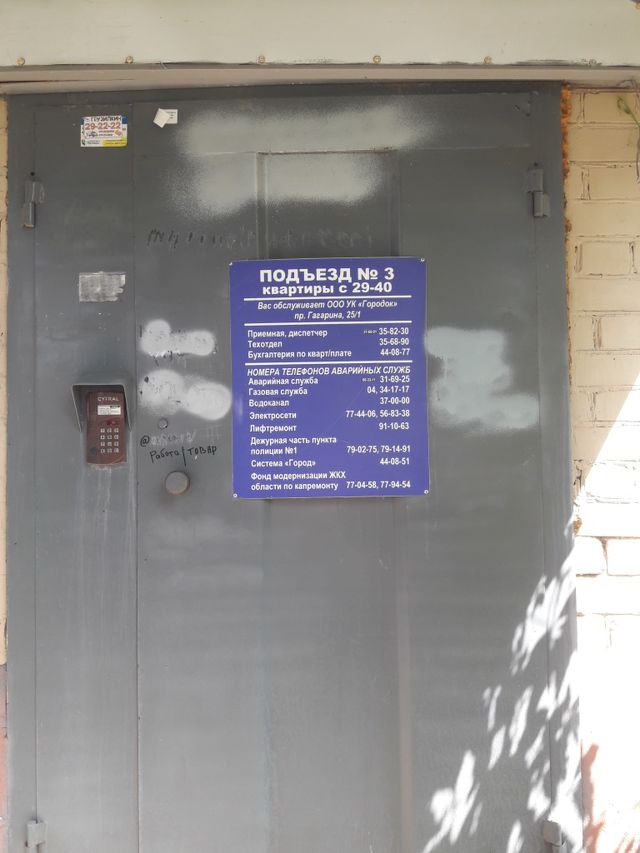 ГРУЗИЛКИН
29-22-22
ПОДЪЕЗД № 3
квартиры с 29-40
Вас обслуживает ООО УК «Городок»
пр. Гагарина, 25/1
Приемная, диспетчер 35-82-30
Техотдел 35-68-90
Бухгалтерия по кварт/плате 44-08-77
НОМЕРА ТЕЛЕФОНОВ АВАРИЙНЫХ СЛУЖБ
Аварийная служба 31-69-25
Газовая служба 04, 34-17-17
Водоканал 37-00-00
Электросети 77-44-06, 56-83-38
Лифтремонт 91-10-63
Дежурная часть пункта
полиции №1 79-02-75, 79-14-91
Система «Город» 44-08-51
Фонд модернизации ЖКХ
области по капремонту 77-04-58, 77-94-54
CYFRAL
@
Работа/ТОВАР